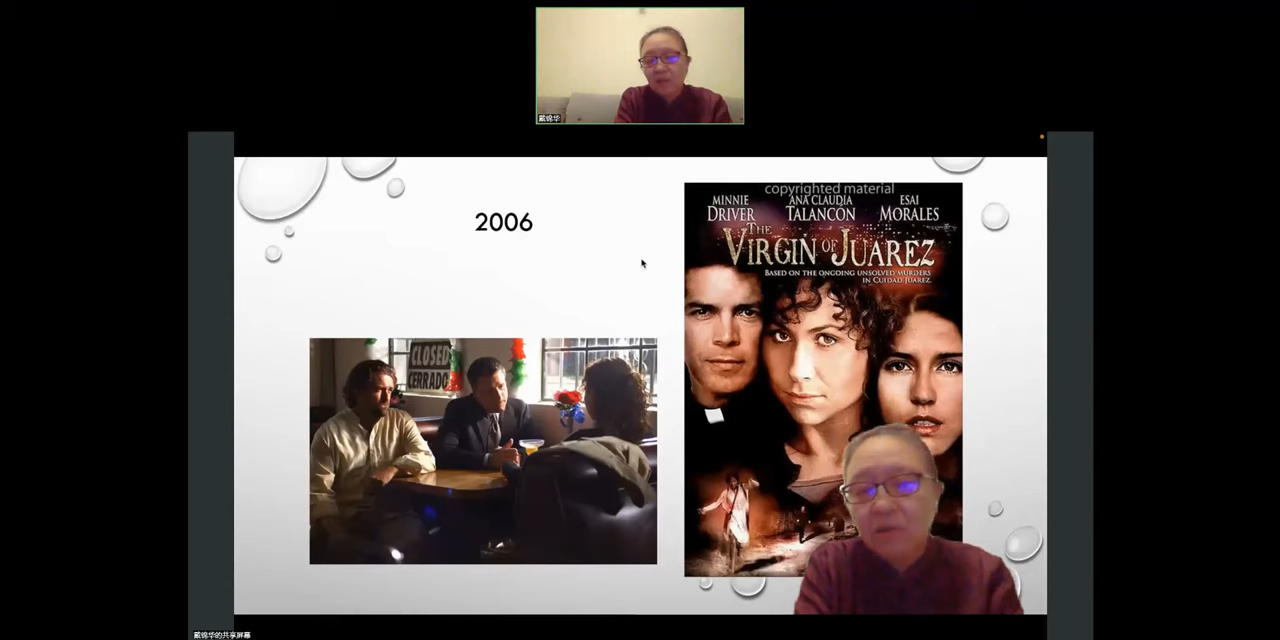 戴锦华
2006
copyrighted material
MINNIE DRIVER
ANA CLAUDIA TALANCÓN
ESAI MORALES
THE VIRGIN OF JUAREZ
BASED ON THE ONGOING UNSOLVED MURDERS
IN CUIDAD JUAREZ.
CLOSED
CERRADO
戴锦华的共享屏幕